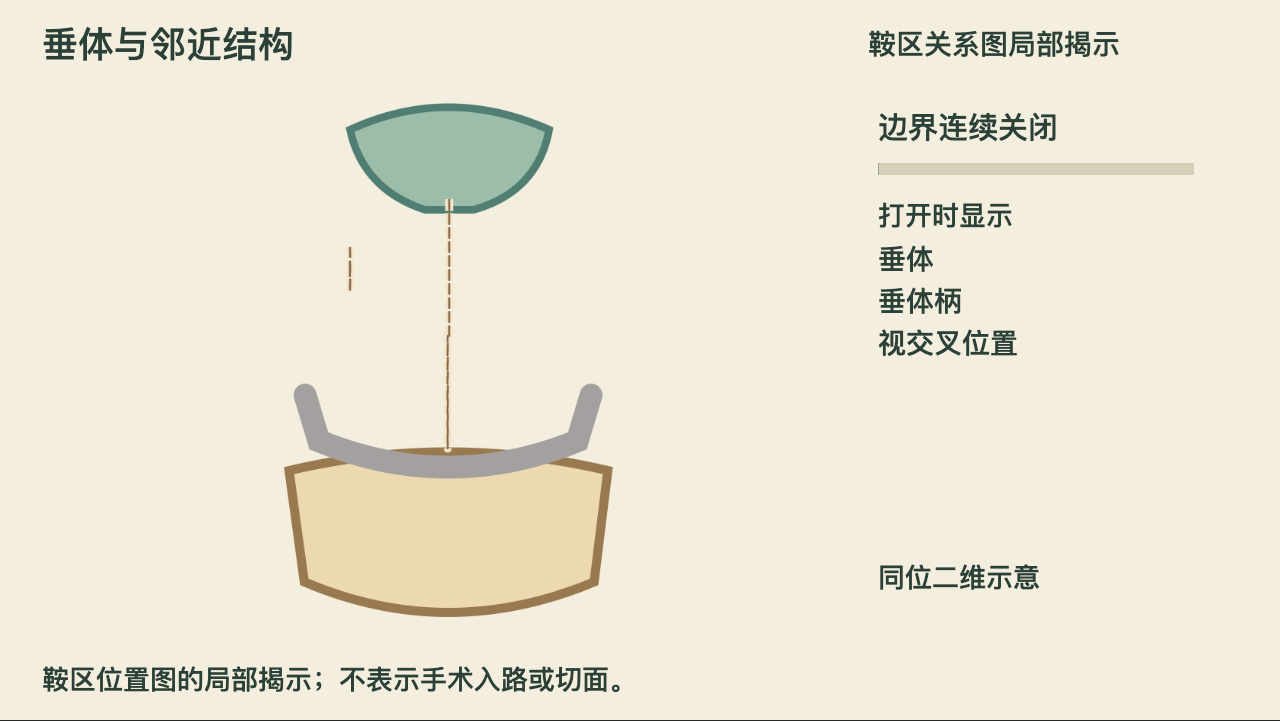 垂体与邻近结构
鞍区关系图局部揭示
边界连续关闭
打开时显示
垂体
垂体柄
视交叉位置
同位二维示意
鞍区位置图的局部揭示；不表示手术入路或切面。